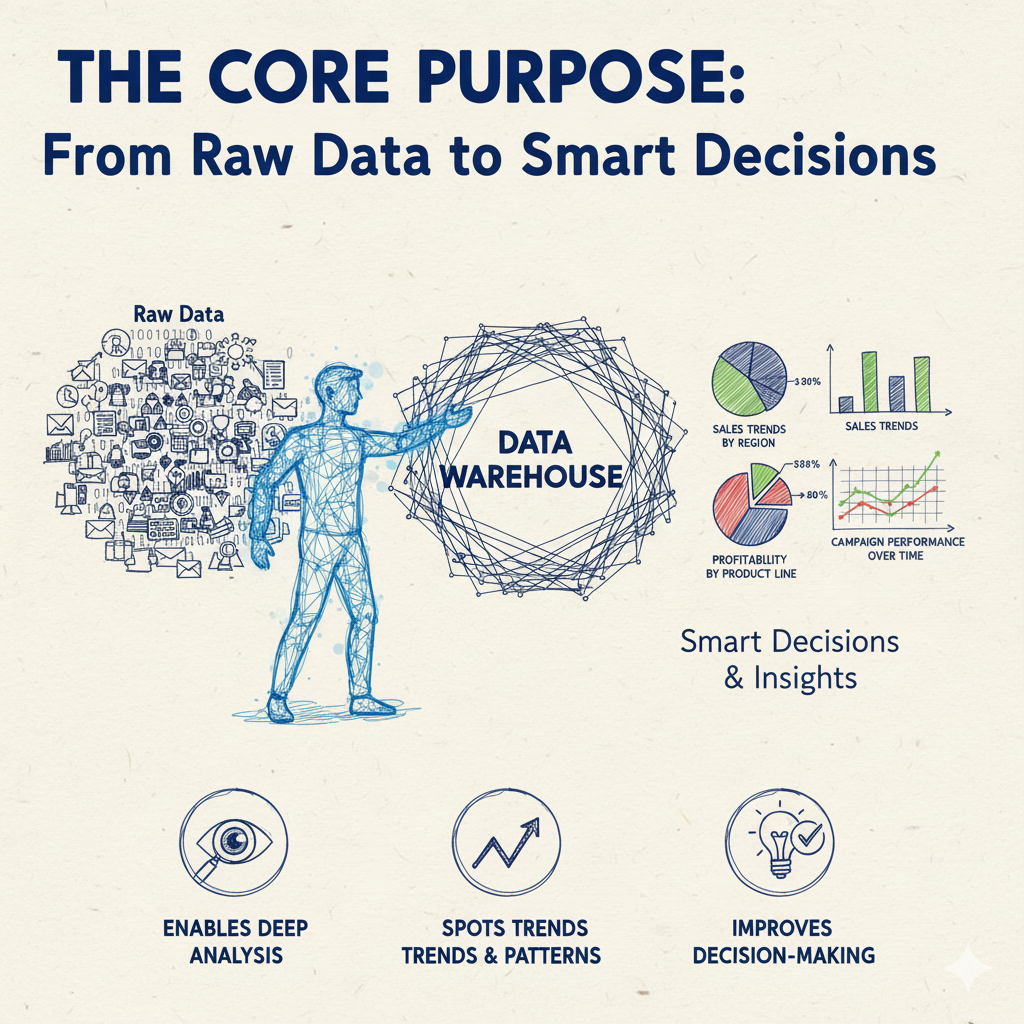 THE CORE PURPOSE:
From Raw Data to Smart Decisions
Raw Data
DATA
WAREHOUSE
SALES TRENDS
BY REGION
SALES TRENDS
80%
PROFITABILITY
BY PRODUCT LINE
CAMPAIGN PERFORMANCE
OVER TIME
Smart Decisions
& Insights
ENABLES DEEP
ANALYSIS
SPOTS TRENDS
TRENDS & PATTERNS
IMPROVES
DECISION-MAKING